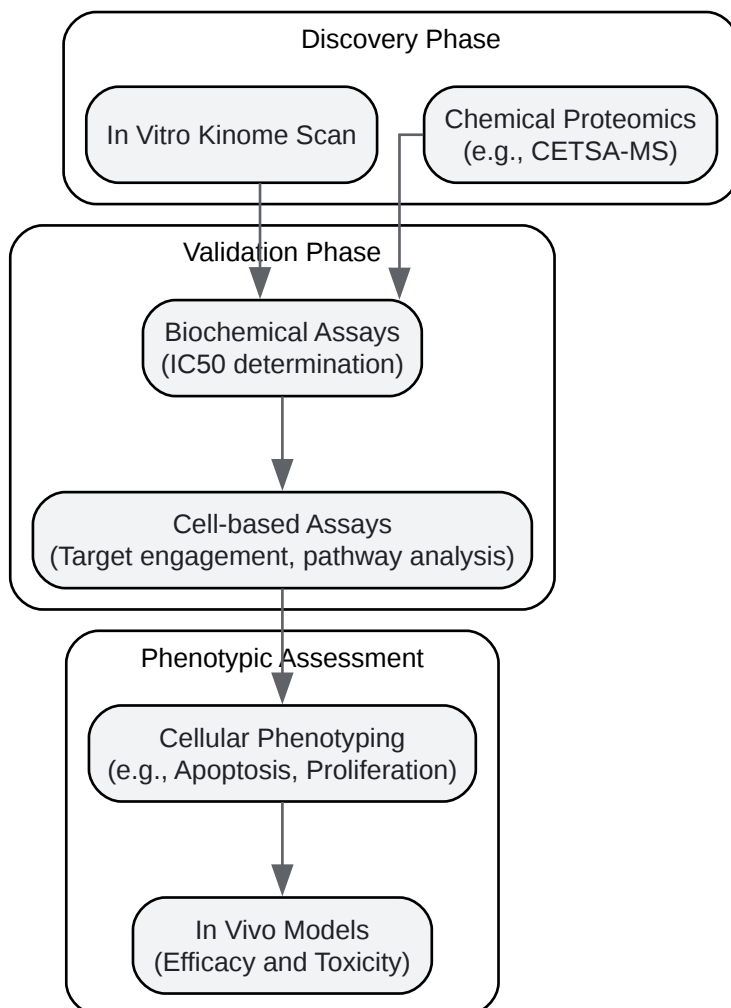 Discovery Phase
In Vitro Kinome Scan
Chemical Proteomics
(e.g., CETSA-MS)
Validation Phase
Biochemical Assays
(IC50 determination)
Cell-based Assays
(Target engagement, pathway analysis)
Phenotypic Assessment
Cellular Phenotyping
(e.g., Apoptosis, Proliferation)
In Vivo Models
(Efficacy and Toxicity)